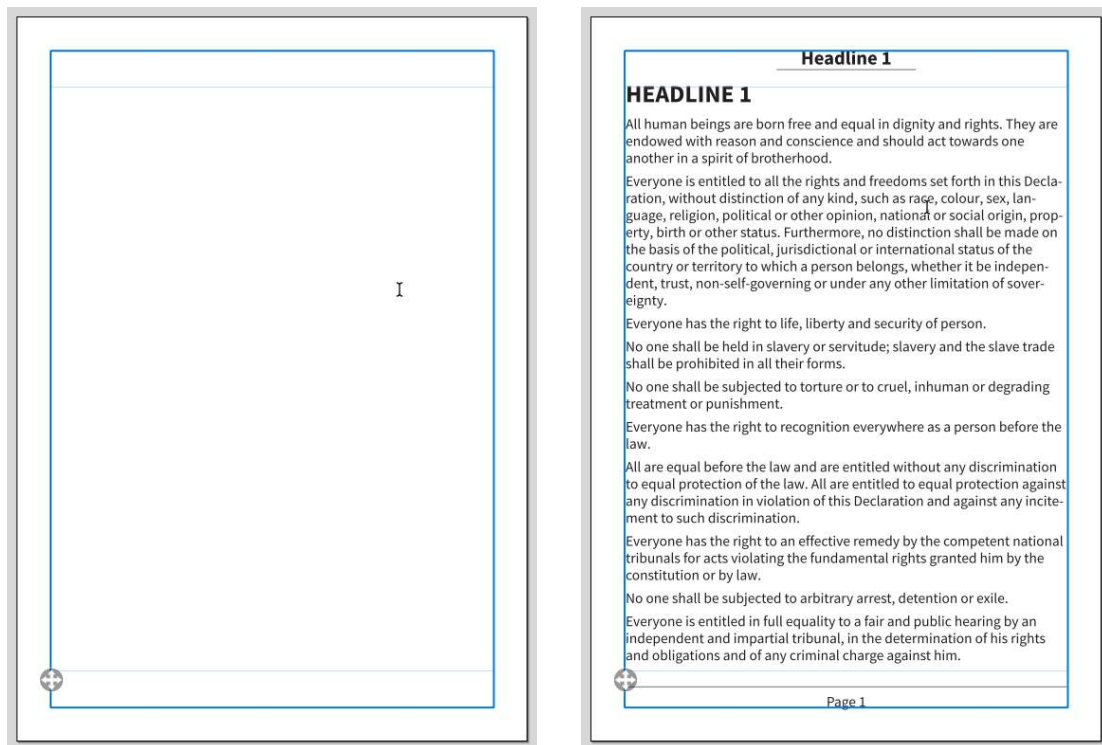 Headline 1
HEADLINE 1
All human beings are born free and equal in dignity and rights. They are
endowed with reason and conscience and should act towards one
another in a spirit of brotherhood.
Everyone is entitled to all the rights and freedoms set forth in this Decla-
ration, without distinction of any kind, such as race, colour, sex, lan-
guage, religion, political or other opinion, national or social origin, prop-
erty, birth or other status. Furthermore, no distinction shall be made on
the basis of the political, jurisdictional or international status of the
country or territory to which a person belongs, whether it be indepen-
dent, trust, non-self-governing or under any other limitation of sover-
eignty.
Everyone has the right to life, liberty and security of person.
No one shall be held in slavery or servitude; slavery and the slave trade
shall be prohibited in all their forms.
No one shall be subjected to torture or to cruel, inhuman or degrading
treatment or punishment.
Everyone has the right to recognition everywhere as a person before the
law.
All are equal before the law and are entitled without any discrimination
to equal protection of the law. All are entitled to equal protection against
any discrimination in violation of this Declaration and against any incite-
ment to such discrimination.
Everyone has the right to an effective remedy by the competent national
tribunals for acts violating the fundamental rights granted him by the
constitution or by law.
No one shall be subjected to arbitrary arrest, detention or exile.
Everyone is entitled in full equality to a fair and public hearing by an
independent and impartial tribunal, in the determination of his rights
and obligations and of any criminal charge against him.
Page 1